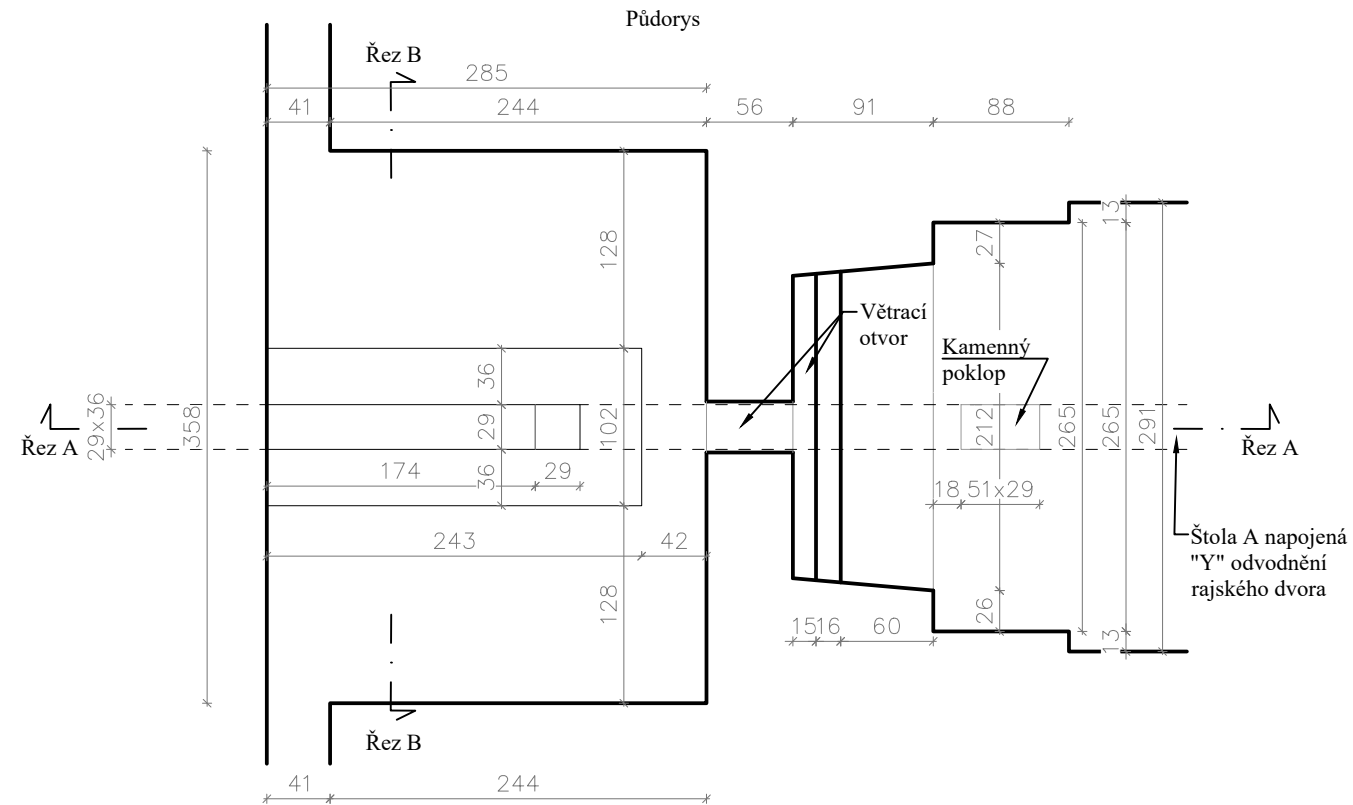 Půdorys
Řez B
285
41
244
56
91
88
13
27
128
Větrací
otvor
Kamenný
poklop
36
29x36
358
29
102
212
265
265
291
Řez A
Řez A
174
29
36
18
51x29
243
42
Štola A napojená
"Y" odvodnění
rajského dvora
128
26
15
16
60
13
Řez B
41
244